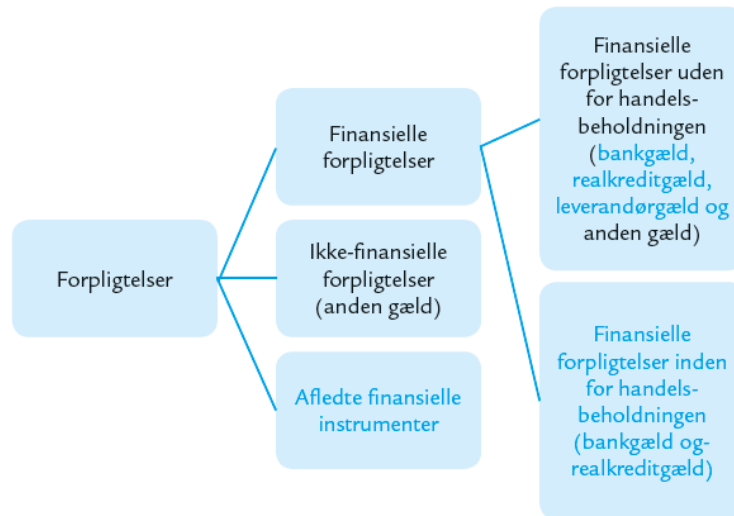 Forpligtelser
Finansielle
forpligtelser
Ikke-finansielle
forpligtelser
(anden gæld)
Afledte finansielle
instrumenter
Finansielle
forpligtelser uden
for handels-
beholdningen
(bankgæld,
realkreditgæld,
leverandørgæld og
anden gæld)
Finansielle
forpligtelser inden
for handels-
beholdningen
(bankgæld og-
realkreditgæld)